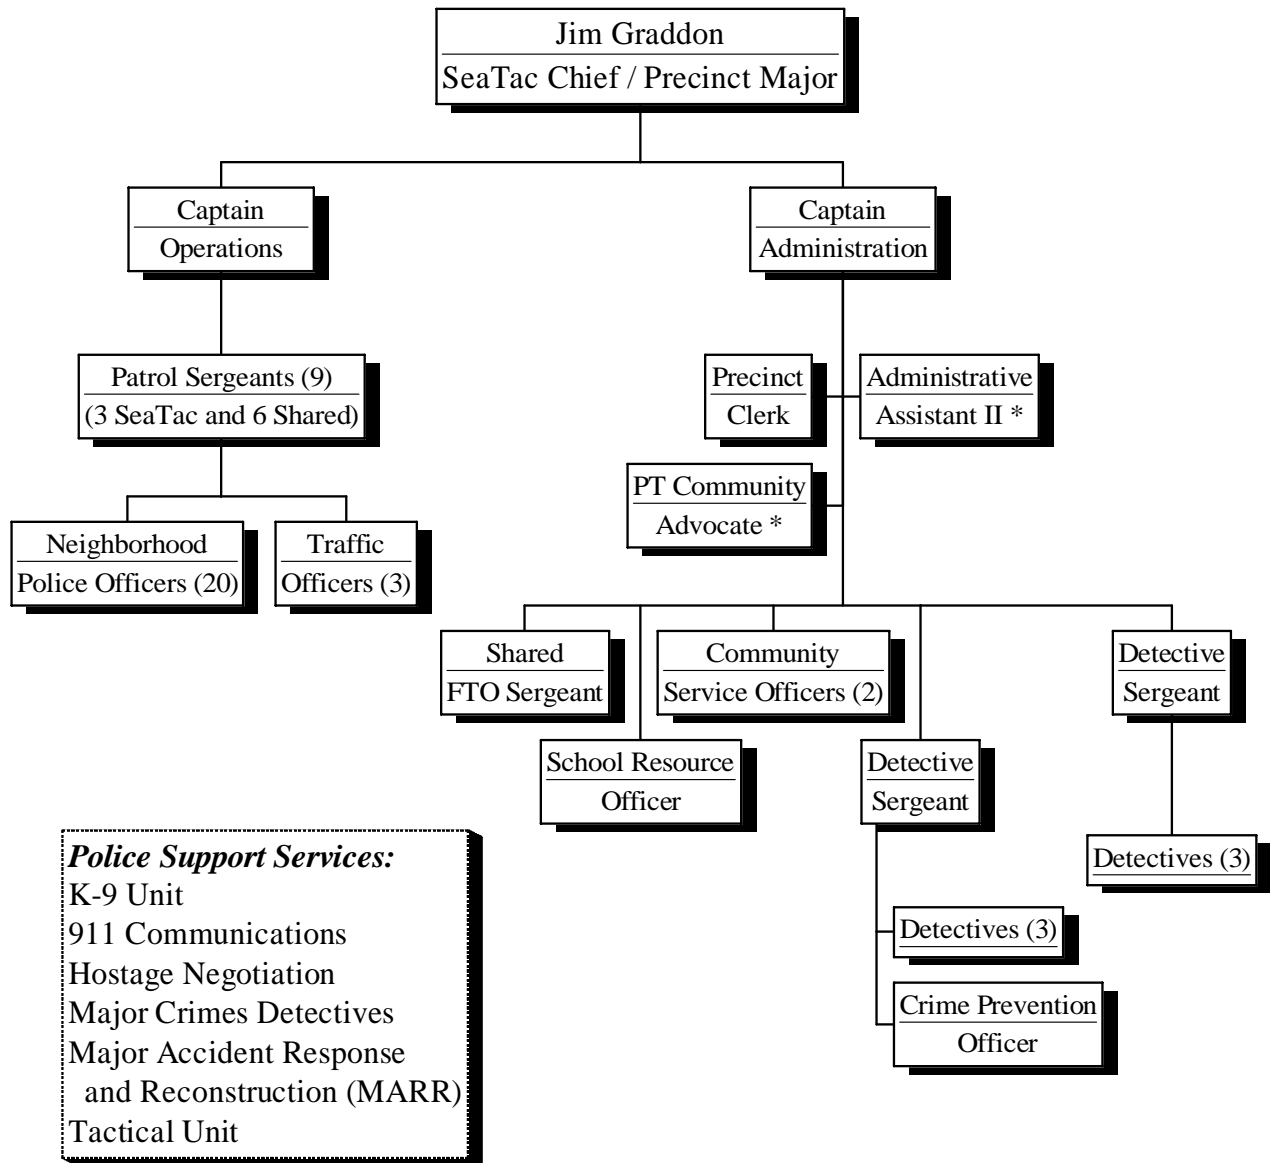 Jim Graddon
SeaTac Chief / Precinct Major
Captain
Operations
Captain
Administration
Patrol Sergeants (9)
(3 SeaTac and 6 Shared)
Precinct
Clerk
Administrative
Assistant II *
PT Community
Advocate *
Neighborhood
Police Officers (20)
Traffic
Officers (3)
Shared
FTO Sergeant
Community
Service Officers (2)
Detective
Sergeant
School Resource
Officer
Detective
Sergeant
Detectives (3)
Detectives (3)
Crime Prevention
Officer
Police Support Services:
K-9 Unit
911 Communications
Hostage Negotiation
Major Crimes Detectives
Major Accident Response
and Reconstruction (MARR)
Tactical Unit